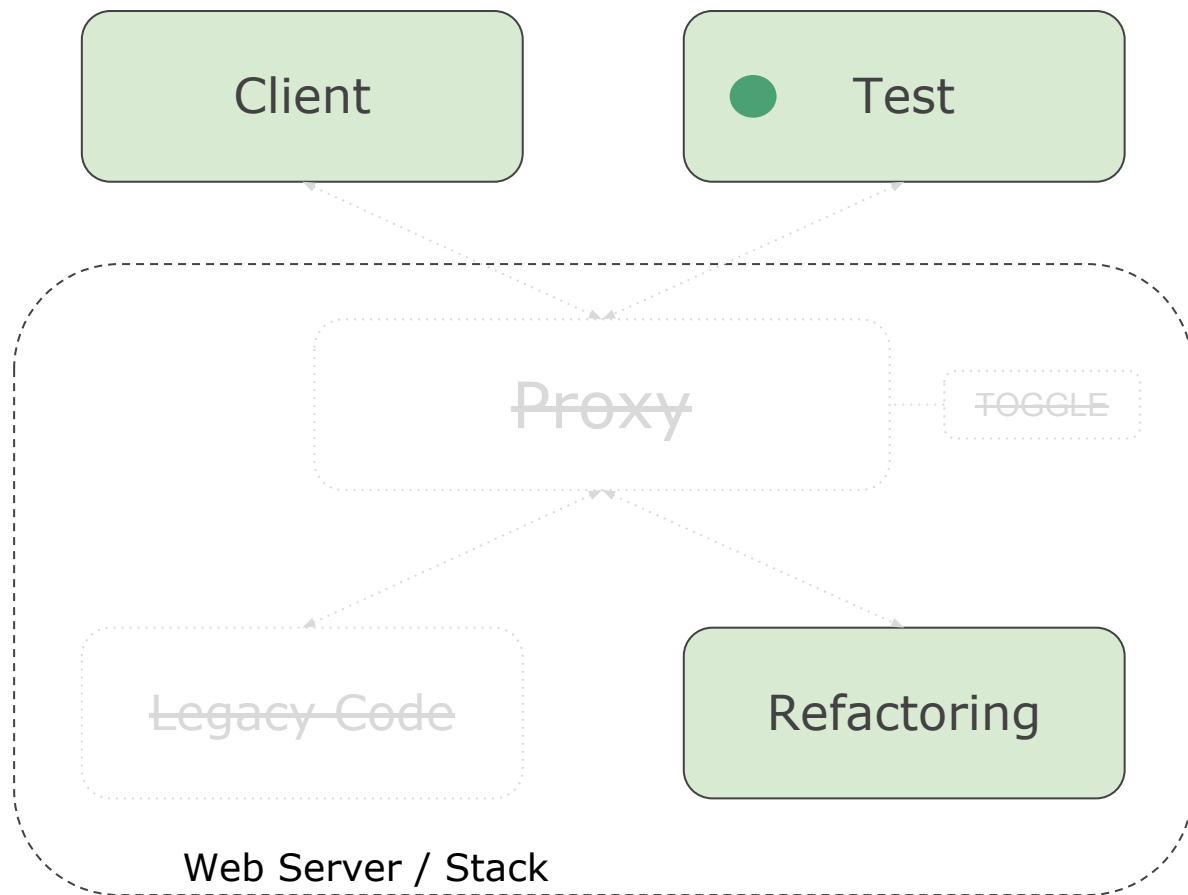 Client
Test
Proxy
TOGGLE
Legacy Code
Refactoring
Web Server / Stack